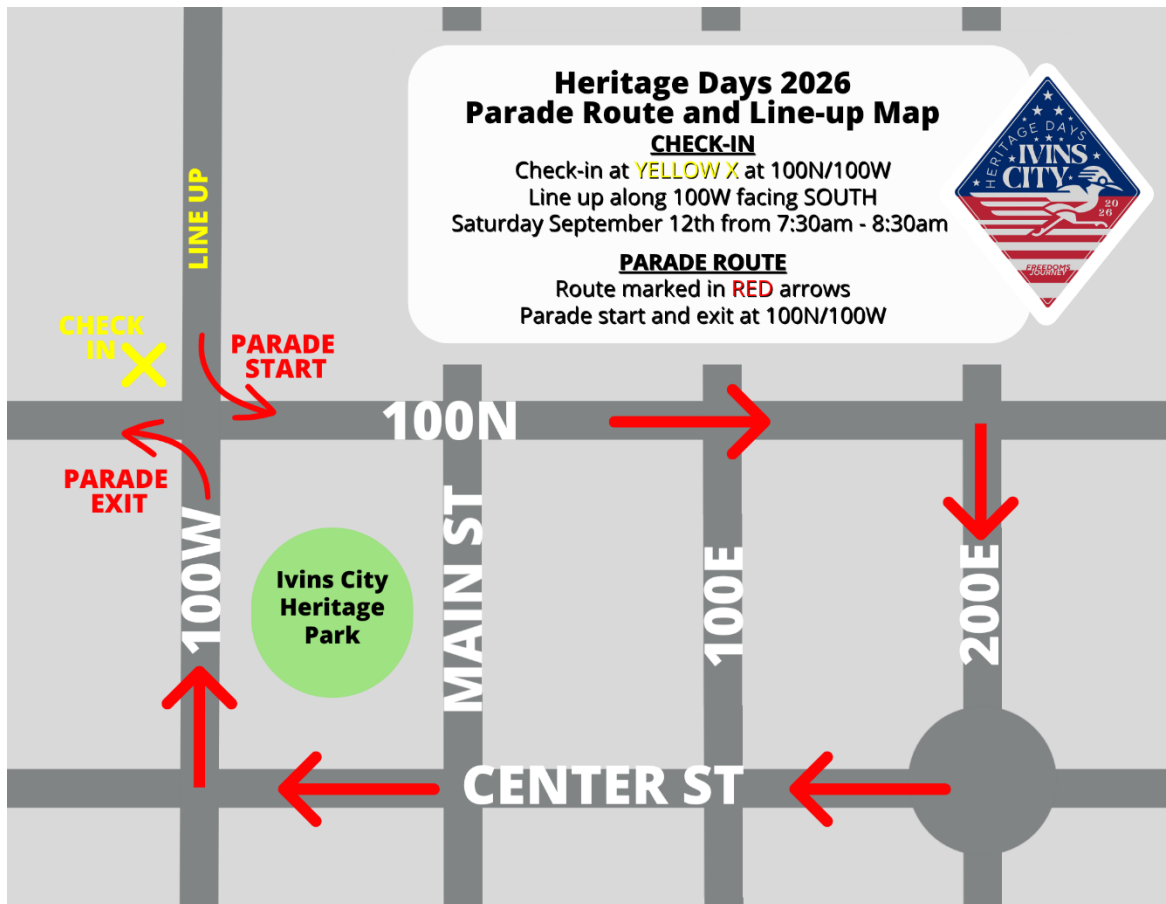 Heritage Days 2026
Parade Route and Line-up Map
CHECK-IN
Check-in at YELLOW X at 100N/100W
Line up along 100W facing SOUTH
Saturday September 12th from 7:30am - 8:30am
PARADE ROUTE
Route marked in RED arrows
Parade start and exit at 100N/100W
HERITAGE DAYS
IVINS
CITY
20
26
FREEDOM'S
JOURNEY
LINE UP
CHECK
IN
PARADE
START
100N
PARADE
EXIT
100W
Ivins City
Heritage
Park
MAIN ST
100E
200E
CENTER ST